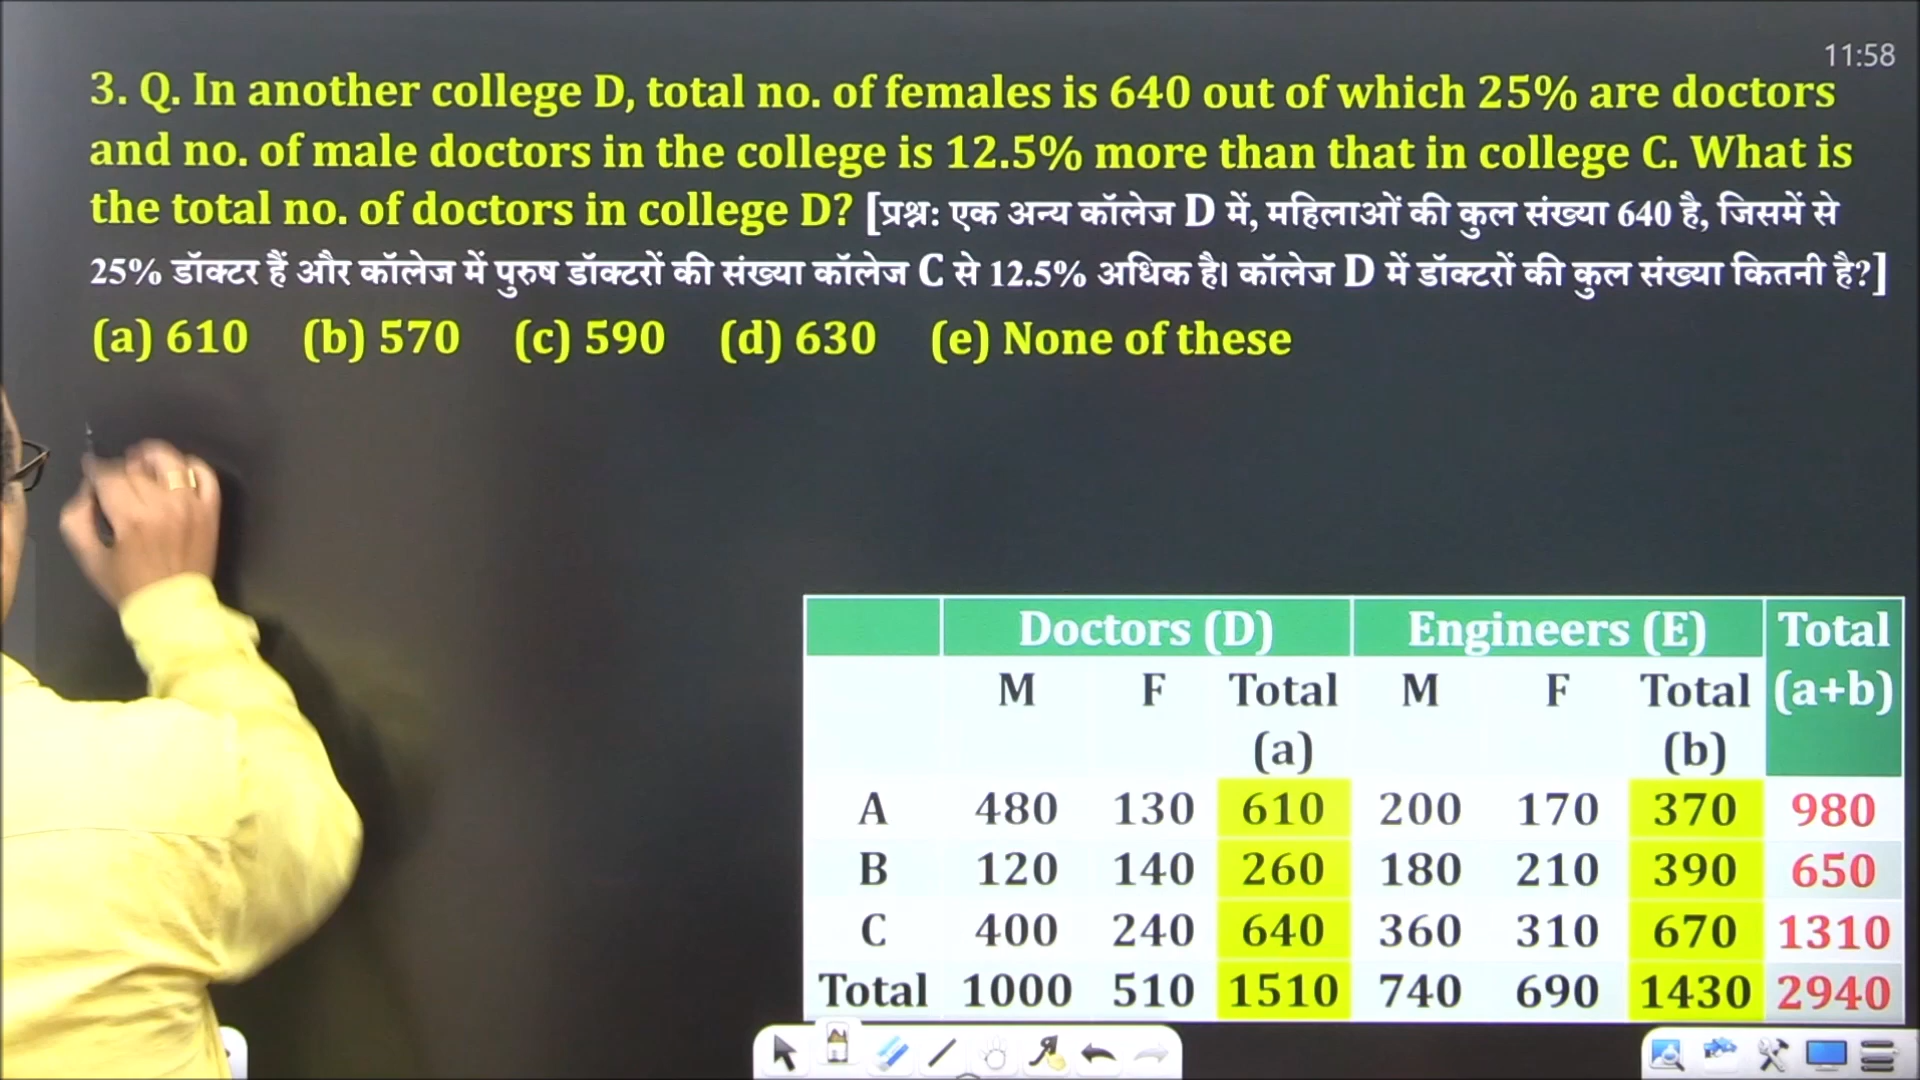 11:58
3. Q. In another college D, total no. of females is 640 out of which 25% are doctors
and no. of male doctors in the college is 12.5% more than that in college C. What is
the total no. of doctors in college D? [प्रश्न: एक अन्य कॉलेज D में, महिलाओं की कुल संख्या 640 है, जिसमें से
25% डॉक्टर हैं और कॉलेज में पुरुष डॉक्टरों की संख्या कॉलेज C से 12.5% अधिक है। कॉलेज D में डॉक्टरों की कुल संख्या कितनी है?]
(a) 610 (b) 570 (c) 590 (d) 630 (e) None of these
Doctors (D) Engineers (E) Total
M F Total M F Total (a+b)
(a) (b)
A 480 130 610 200 170 370 980
B 120 140 260 180 210 390 650
C 400 240 640 360 310 670 1310
Total 1000 510 1510 740 690 1430 2940